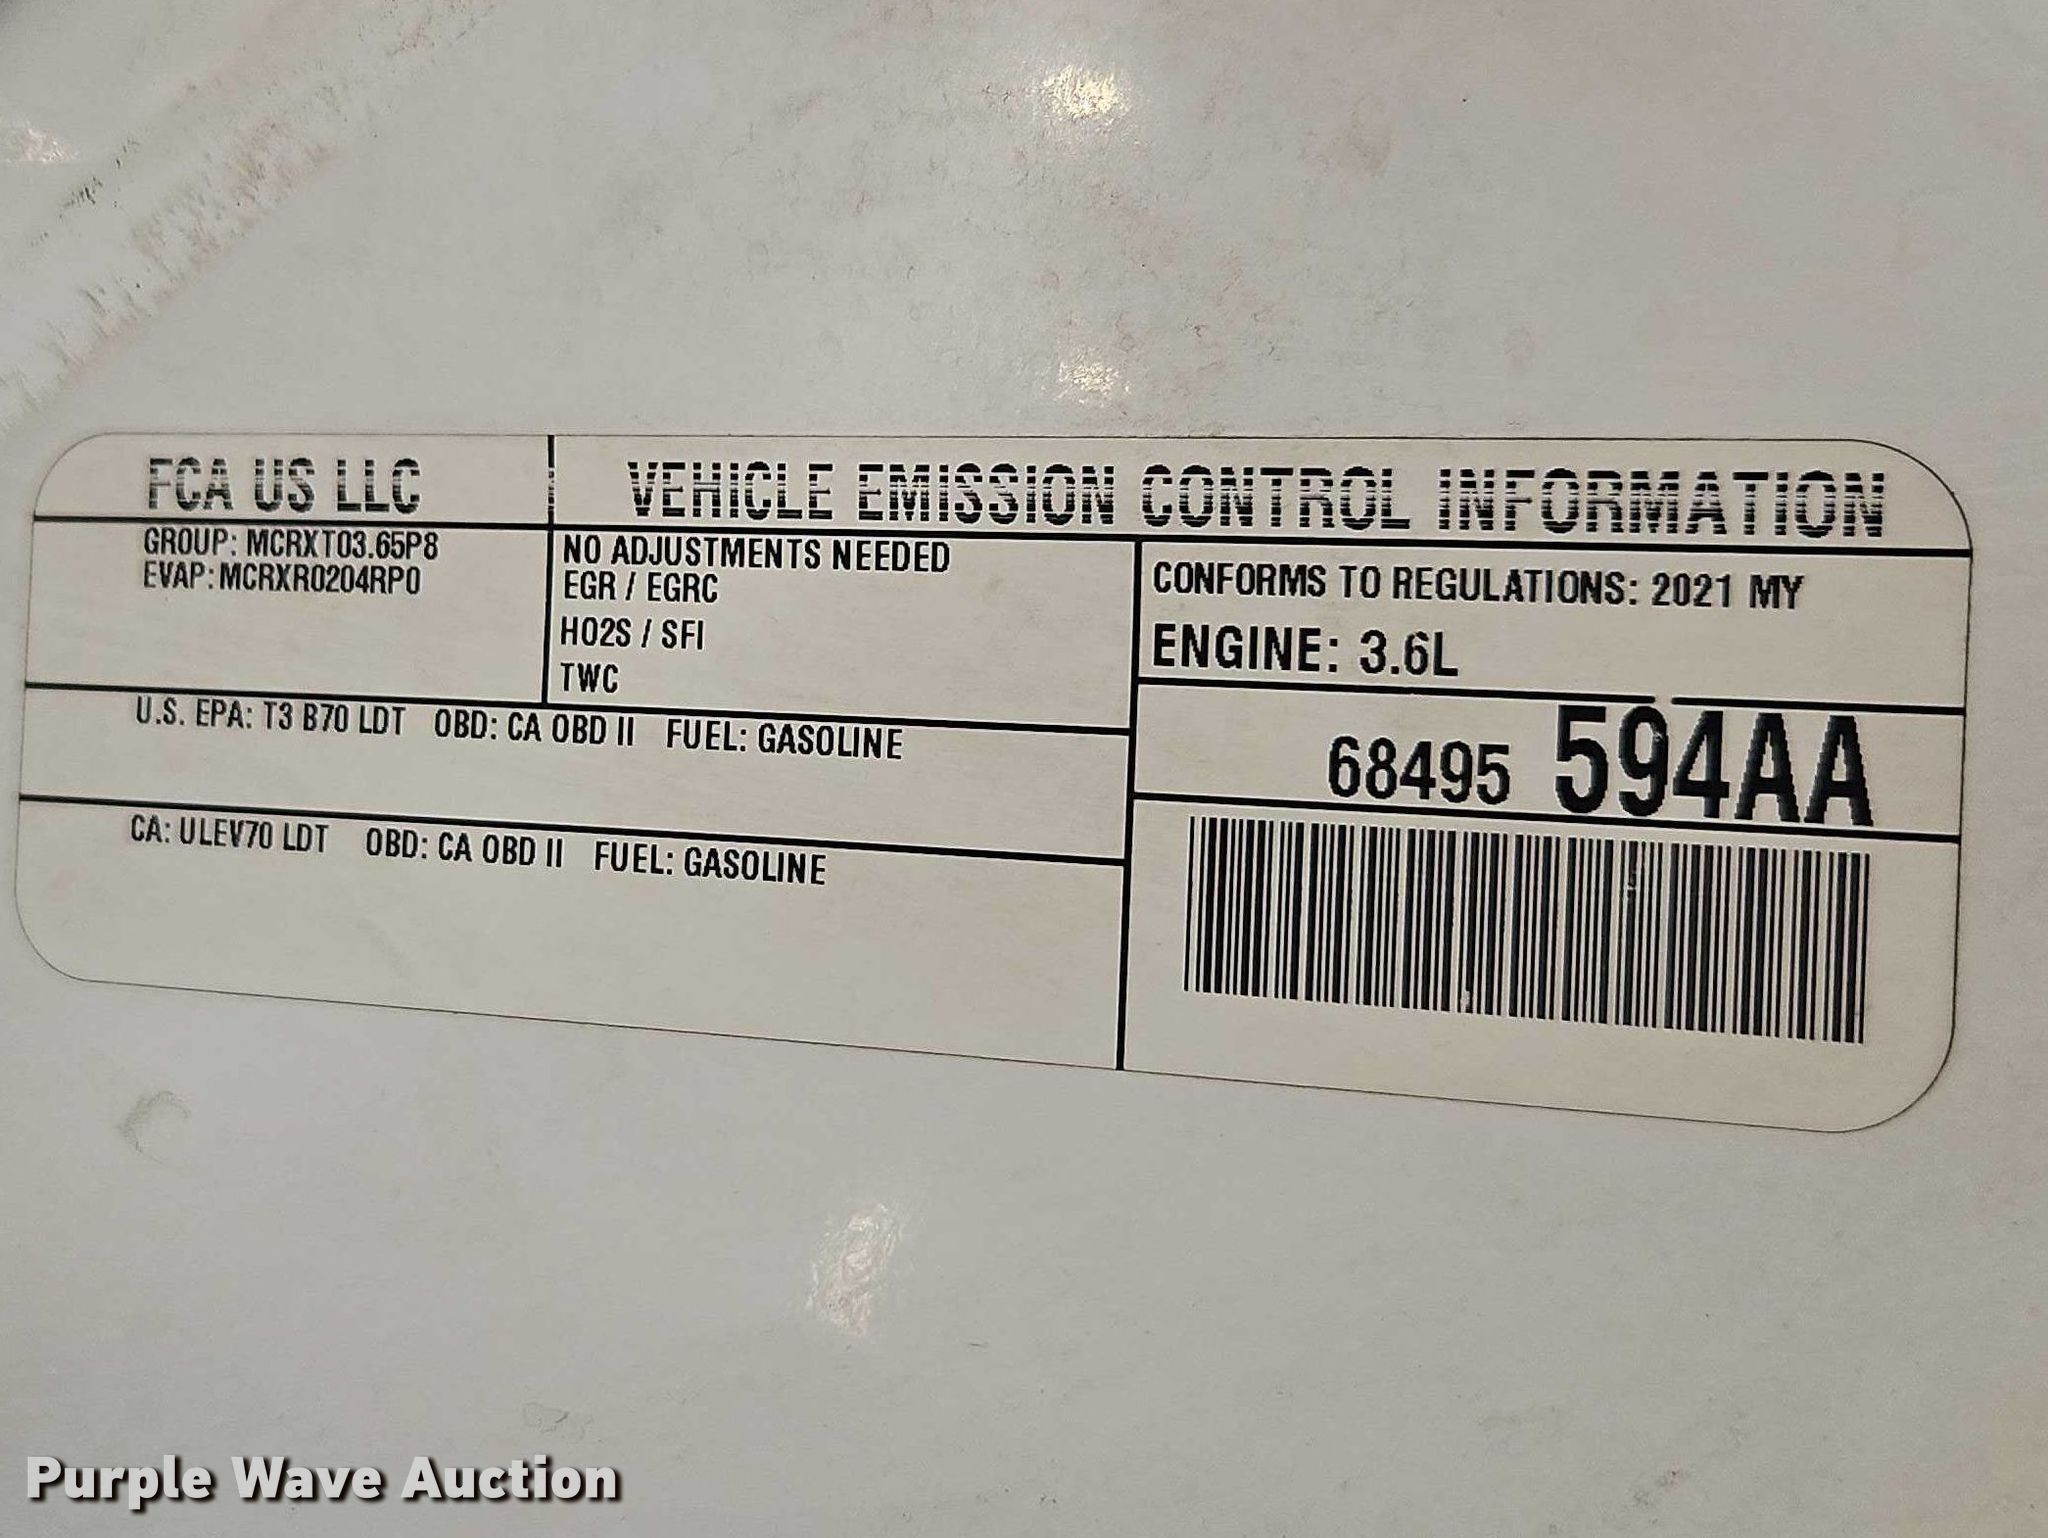 FCA US LLC
VEHICLE EMISSION CONTROL INFORMATION
GROUP: MCRXT03.65P8
EVAP: MCRXR0204RP0
NO ADJUSTMENTS NEEDED
EGR / EGRC
HO2S / SFI
TWC
CONFORMS TO REGULATIONS: 2021 MY
ENGINE: 3.6L
U.S. EPA: T3 B70 LDT OBD: CA OBD II FUEL: GASOLINE
68495 594AA
CA: ULEV70 LDT OBD: CA OBD II FUEL: GASOLINE
Purple Wave Auction